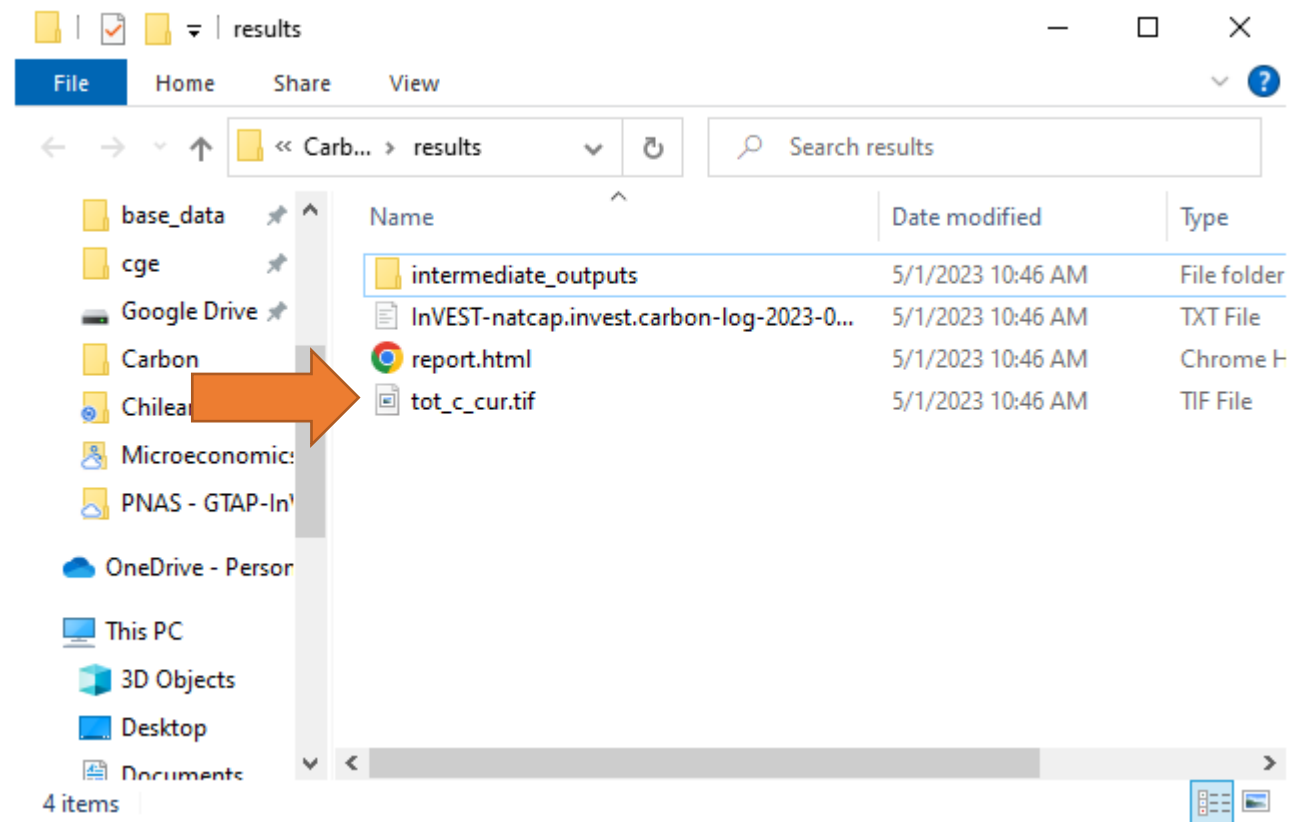 results
File Home Share View ?
« Carb... › results Search results
base_data
cge
Google Drive
Carbon
Chilear
Microeconomics
PNAS - GTAP-In
OneDrive - Person
This PC
3D Objects
Desktop
Documents
Name Date modified Type
intermediate_outputs 5/1/2023 10:46 AM File folder
InVEST-natcap.invest.carbon-log-2023-0... 5/1/2023 10:46 AM TXT File
report.html 5/1/2023 10:46 AM Chrome H
tot_c_cur.tif 5/1/2023 10:46 AM TIF File
4 items